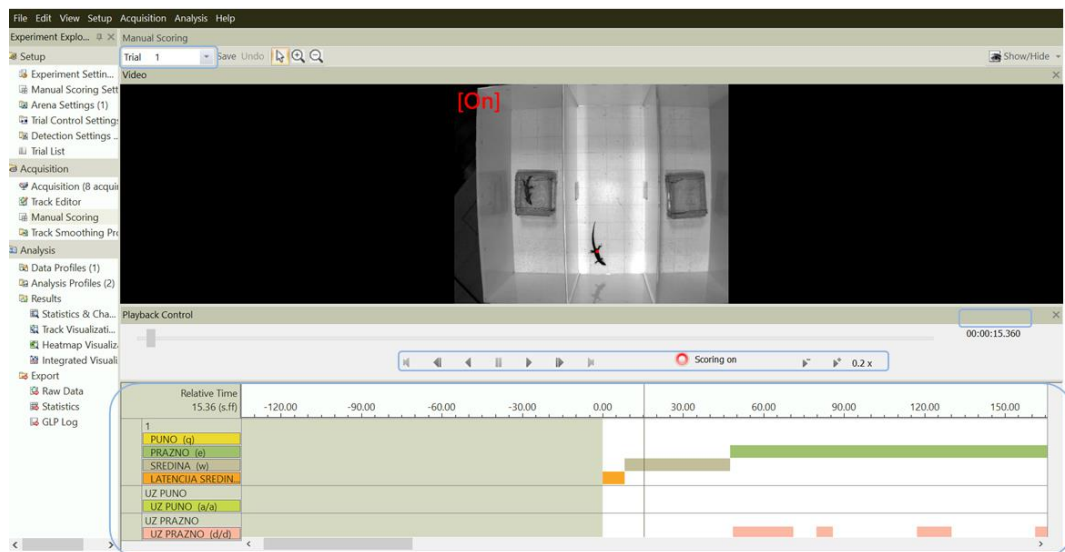 File Edit View Setup Acquisition Analysis Help
Experiment Explo... Manual Scoring
Setup
Trial 1 Save Undo Show/Hide
Experiment Settin...
Video
Manual Scoring Sett
[On]
Arena Settings (1)
Trial Control Setting:
Detection Settings ...
Trial List
Acquisition
Acquisition (8 acquir
Track Editor
Manual Scoring
Track Smoothing Pro
Analysis
Data Profiles (1)
Analysis Profiles (2)
Results
Statistics & Cha...
Track Visualizati...
Heatmap Visualiz.
Integrated Visuali
Export
Raw Data
Statistics
GLP Log
Playback Control
00:00:15.360
Scoring on 0.2 x
Relative Time
15.36 (s.ff) -120.00 -90.00 -60.00 -30.00 0.00 30.00 60.00 90.00 120.00 150.00
1
PUNO (q)
PRAZNO (e)
SREDINA (w)
LATENCIJA SREDIN...
UZ PUNO
UZ PUNO (a/a)
UZ PRAZNO
UZ PRAZNO (d/d)